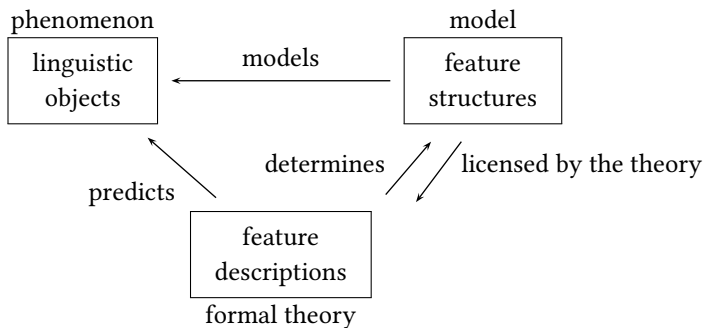 phenomenon
model
linguistic
objects
models
feature
structures
predicts
determines
licensed by the theory
feature
descriptions
formal theory